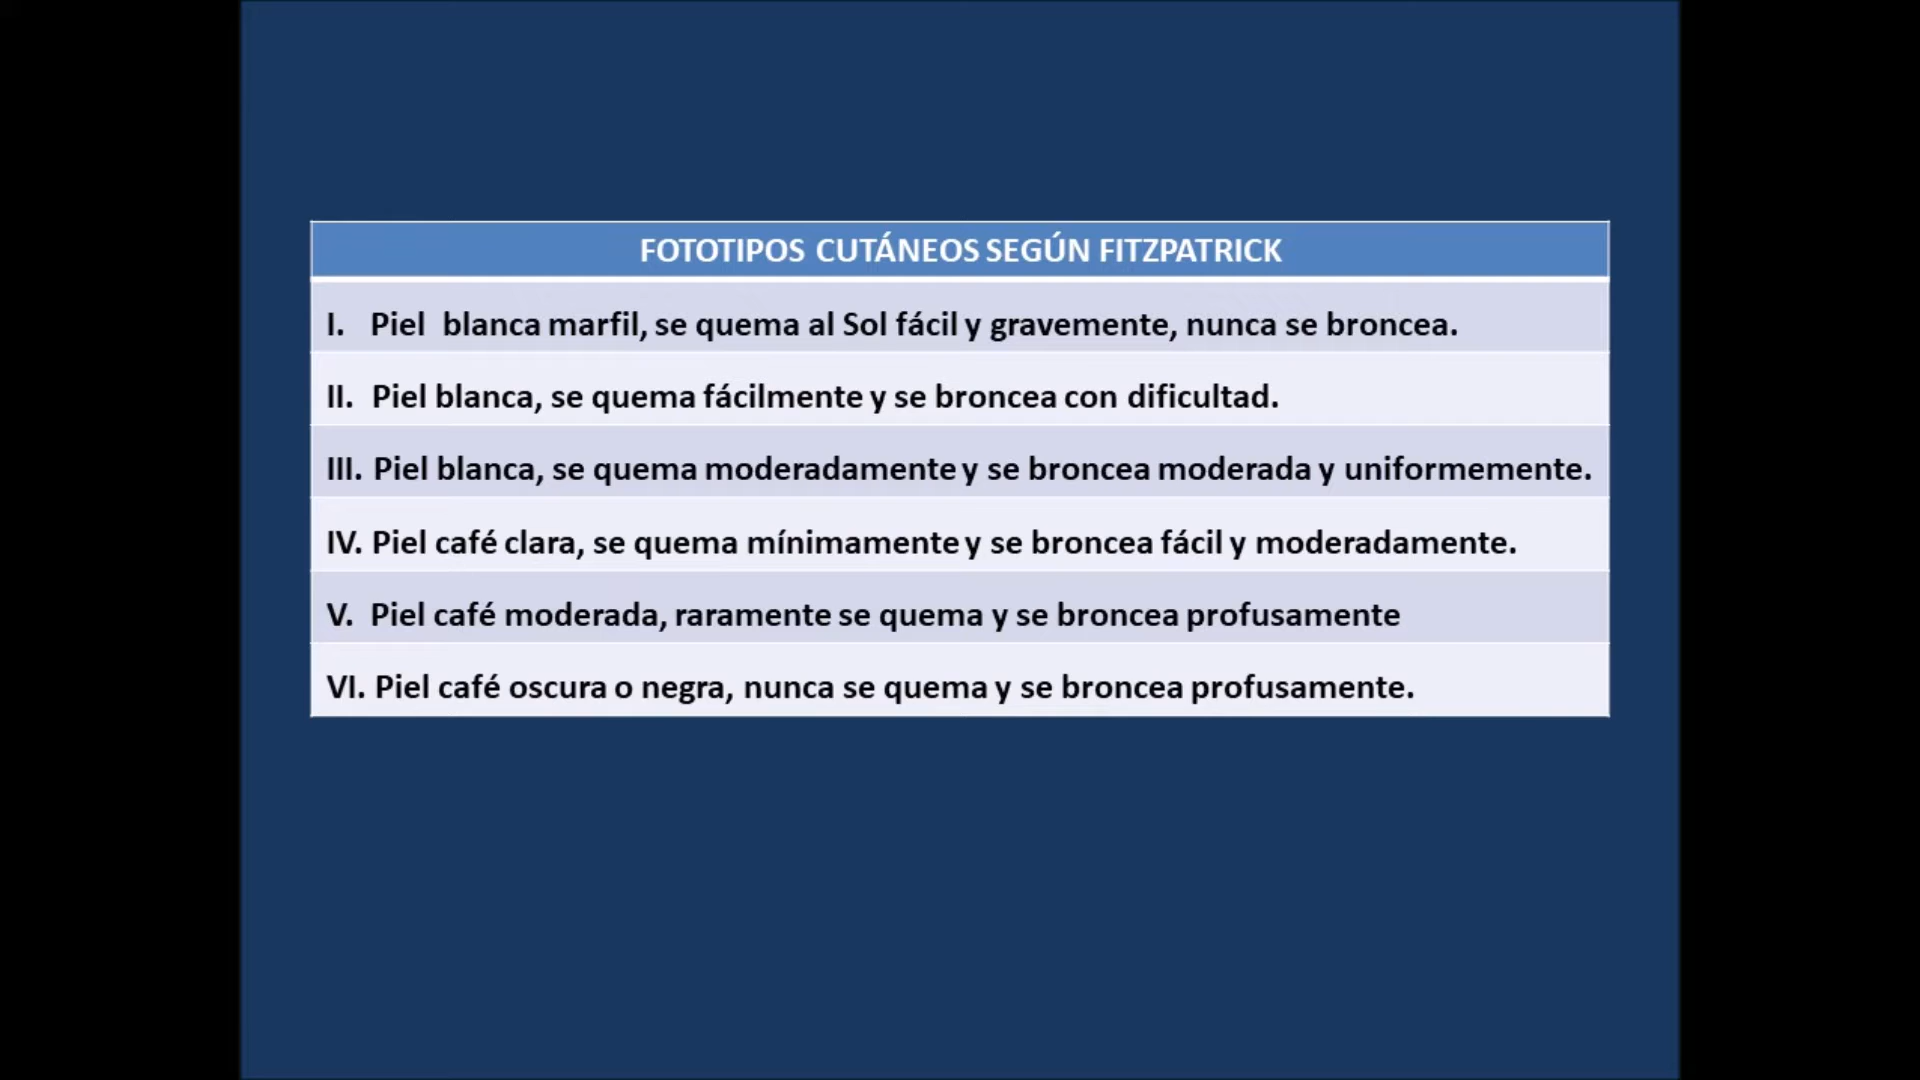 FOTOTIPOS CUTÁNEOS SEGÚN FITZPATRICK
I. Piel blanca marfil, se quema al Sol fácil y gravemente, nunca se broncea.
II. Piel blanca, se quema fácilmente y se broncea con dificultad.
III. Piel blanca, se quema moderadamente y se broncea moderada y uniformemente.
IV. Piel café clara, se quema mínimamente y se broncea fácil y moderadamente.
V. Piel café moderada, raramente se quema y se broncea profusamente
VI. Piel café oscura o negra, nunca se quema y se broncea profusamente.